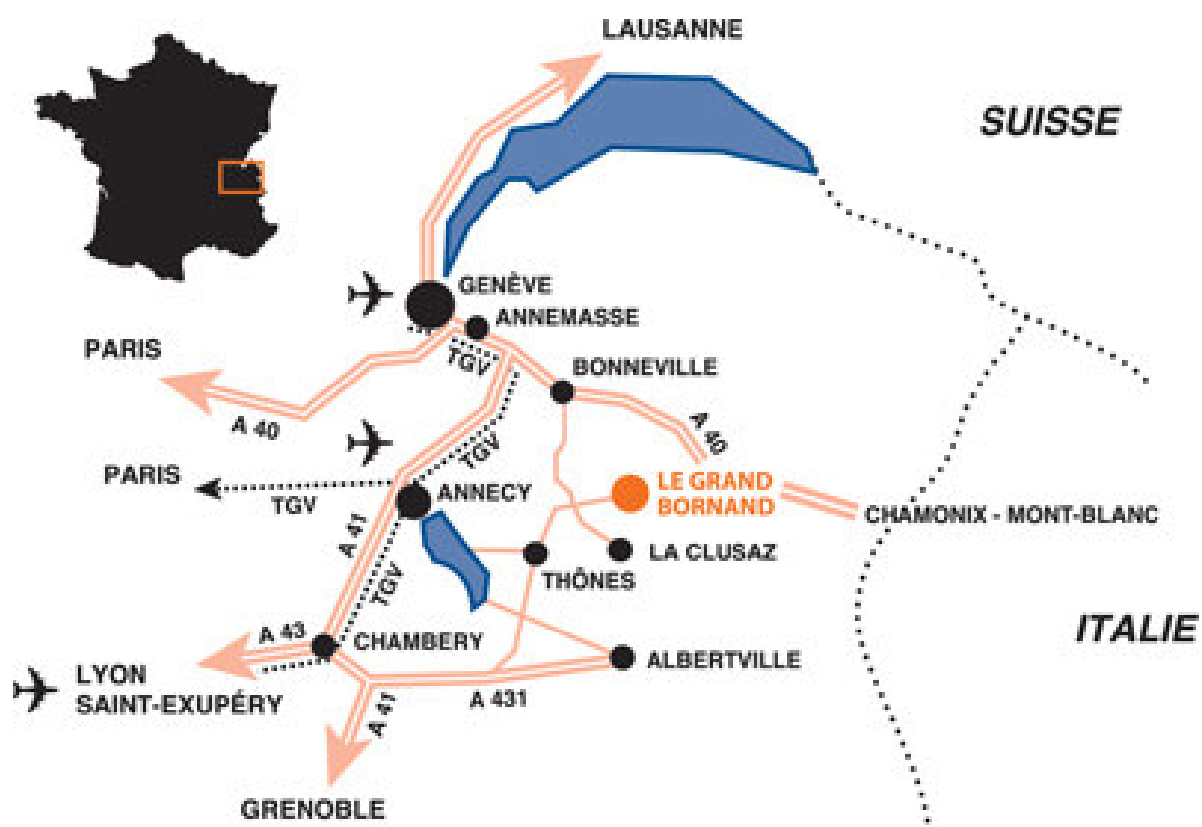 LAUSANNE
SUISSE
GENÈVE
ANNEMASSE
PARIS
TGV
BONNEVILLE
A 40
A 40
TGV
PARIS
TGV
ANNECY
LE GRAND
BORNAND
CHAMONIX - MONT-BLANC
A 41
LA CLUSAZ
THÔNES
TGV
ITALIE
A 43
CHAMBERY
ALBERTVILLE
LYON
SAINT-EXUPÉRY
A 431
A 41
GRENOBLE